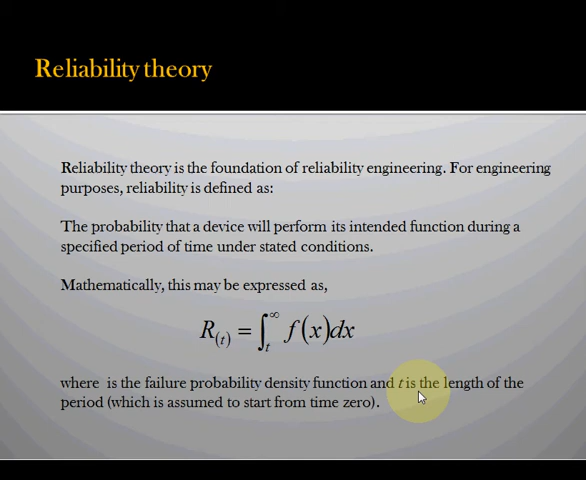 Reliability theory
Reliability theory is the foundation of reliability engineering. For engineering
purposes, reliability is defined as:
The probability that a device will perform its intended function during a
specified period of time under stated conditions.
Mathematically, this may be expressed as,
R_{(t)} = \int_{t}^{\infty} f(x)dx
where is the failure probability density function and t is the length of the
period (which is assumed to start from time zero).